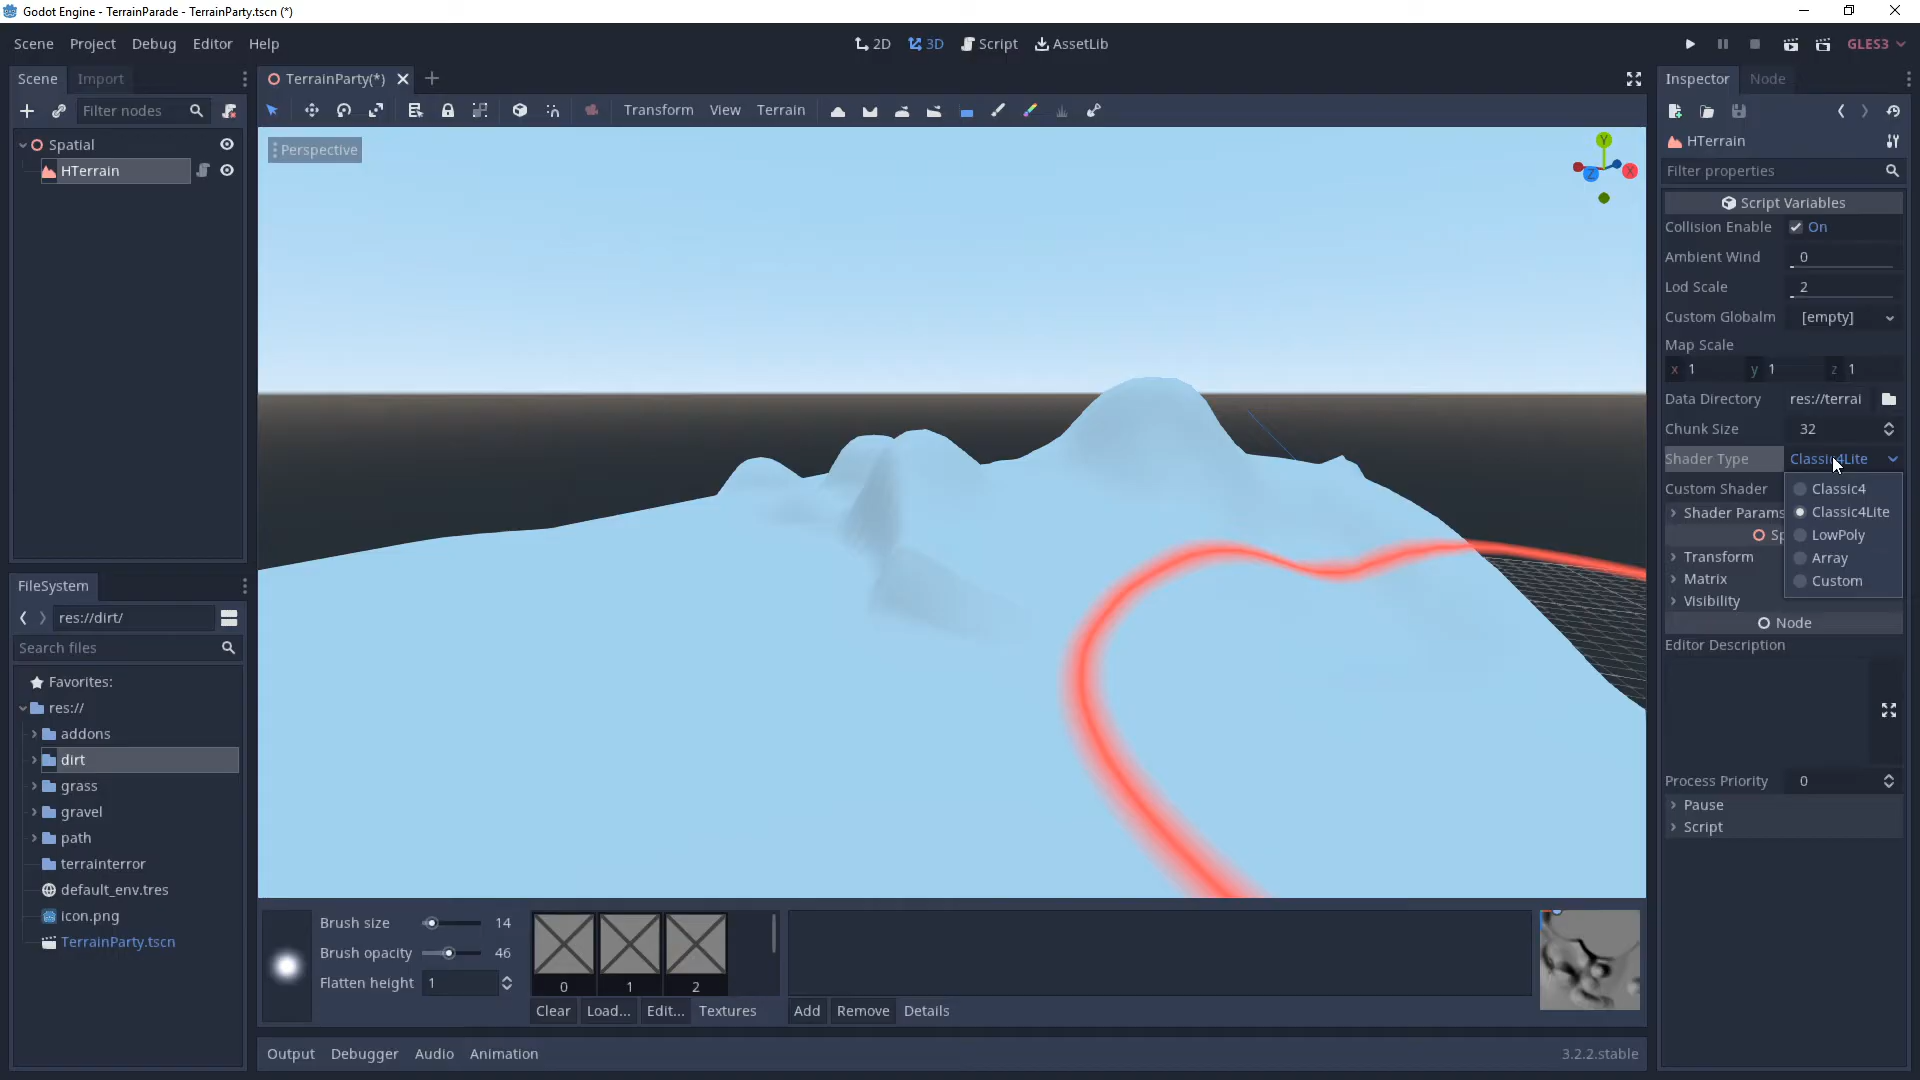 Godot Engine - TerrainParade - TerrainParty.tscn (*)
Scene Project Debug Editor Help
2D 3D Script AssetLib
GLES3
Scene Import
Filter nodes
Spatial
HTerrain
TerrainParty(*)
Transform View Terrain
Perspective
Y
X
Z
Inspector Node
HTerrain
Filter properties
Script Variables
Collision Enable On
Ambient Wind 0
Lod Scale 2
Custom Globalm [empty]
Map Scale
x 1 y 1 z 1
Data Directory res://terrai
Chunk Size 32
Shader Type Classic4Lite
Custom Shader
Classic4
Classic4Lite
LowPoly
Array
Custom
Shader Params
Sp
Transform
Matrix
Visibility
Node
Editor Description
Process Priority 0
Pause
Script
FileSystem
res://dirt/
Search files
Favorites:
res://
addons
dirt
grass
gravel
path
terrainterror
default_env.tres
icon.png
TerrainParty.tscn
Brush size 14
Brush opacity 46
Flatten height 1
0 1 2
Clear Load... Edit... Textures
Add Remove Details
Output Debugger Audio Animation
3.2.2.stable